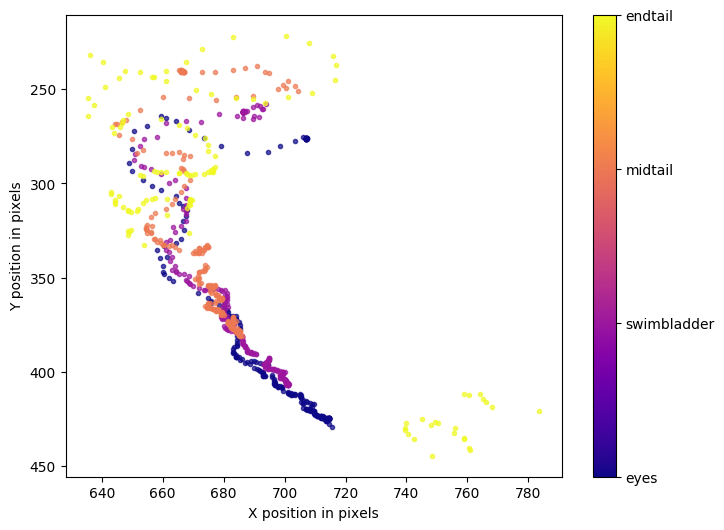 250
300
350
400
450
Y position in pixels
640
660
680
700
720
740
760
780
X position in pixels
endtail
midtail
swimbladder
eyes